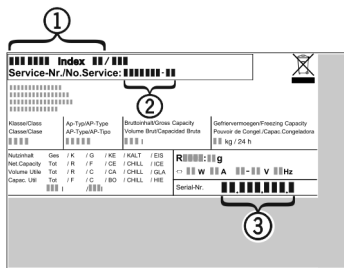 1
Index /
Service-Nr./No.Service: -
2
Klasse/Class
Classe/Clase
Ap-Typ/AP-Type
AP-Type/AP-Tipo
Bruttoinhalt/Gross Capacity
Volume Brut/Capacidad Bruta
l
Gefriervermoegen/Freezing Capacity
Pouvoir de Congel./Capac.Congeladora
kg / 24 h
Nutzinhalt Ges / K / G / KE / KALT / EIS
Net.Capacity Tot / R / F / CE / CHILL / ICE
Volume Utile Tot / R / C / CA / CHILL / GLA
Capac. Util Tot / F / C / BO / CHILL / HIE
l / l
R : g
W A - V Hz
Serial-Nr. . . .
3